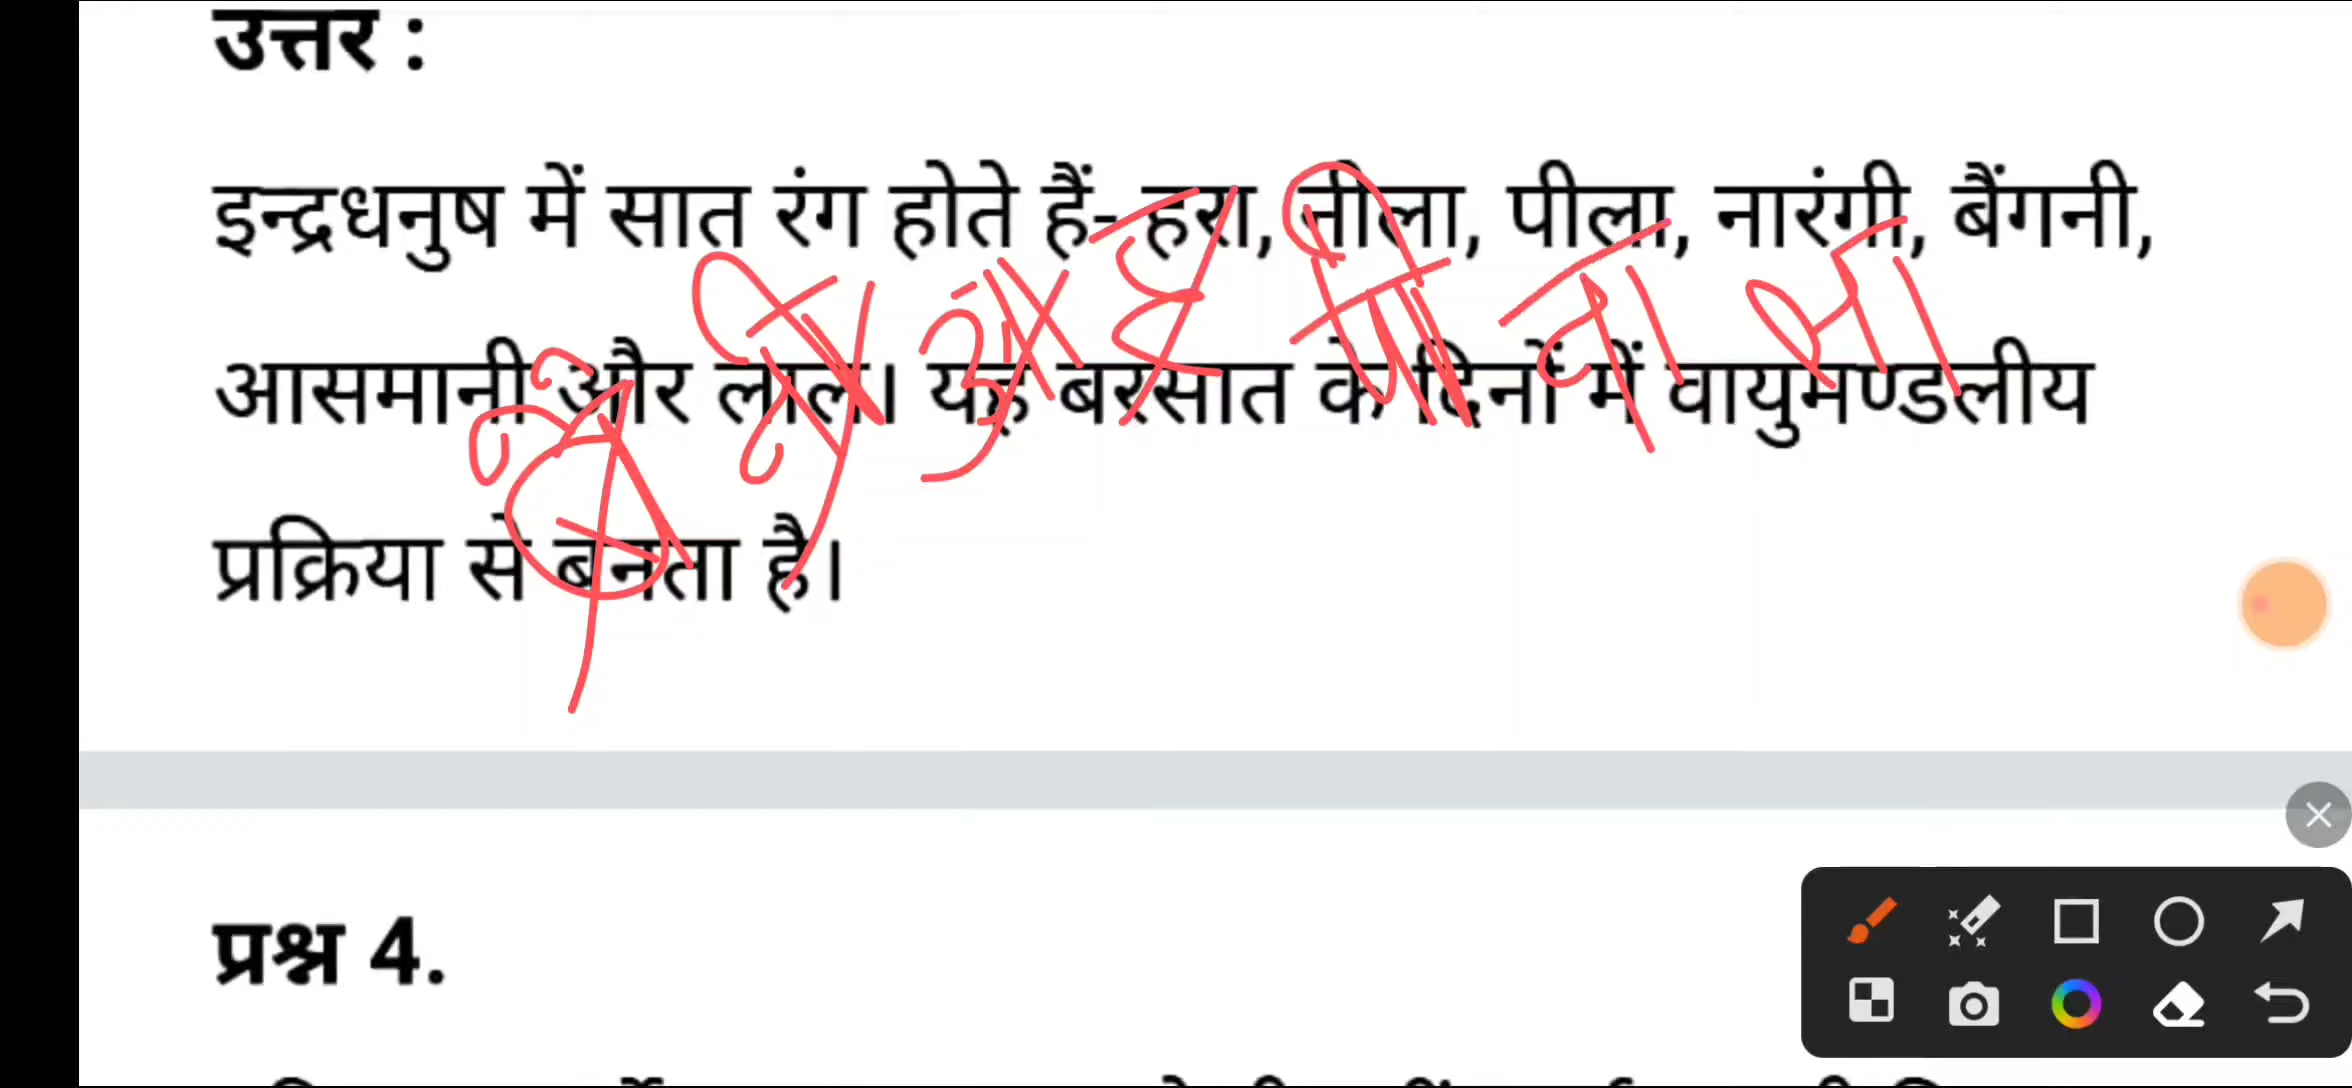 उत्तर :
इन्द्रधनुष में सात रंग होते हैं- हरा, नीला, पीला, नारंगी, बैंगनी,
बै नी आ ह पी ना ला
आसमानी और लाल। यह बरसात के दिनों में वायुमण्डलीय
प्रक्रिया से बनता है।
प्रश्न 4.